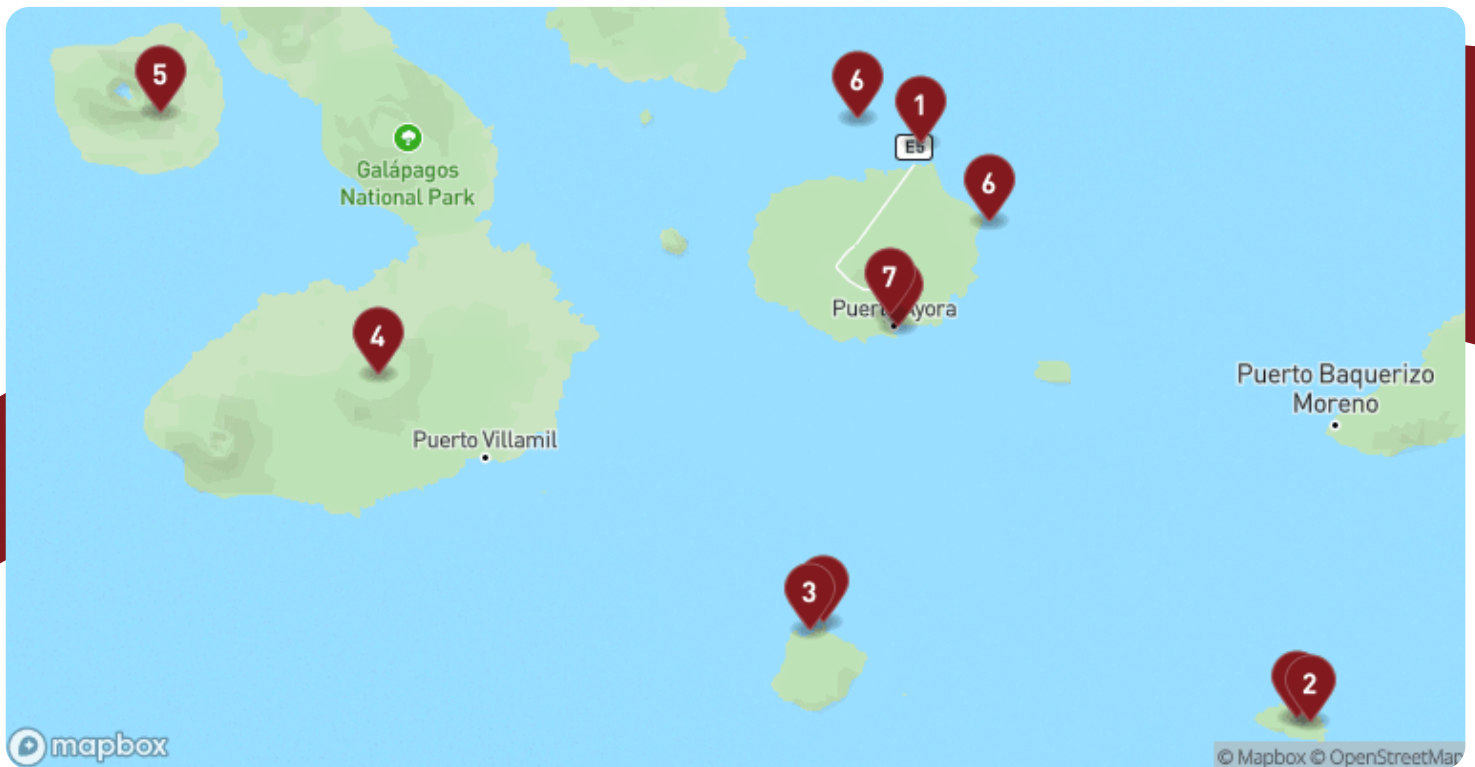 5
6
1
E5
Galápagos
National Park
6
7
Puerto Ayora
4
Puerto Baquerizo
Moreno
Puerto Villamil
3
2
mapbox
© Mapbox © OpenStreetMap